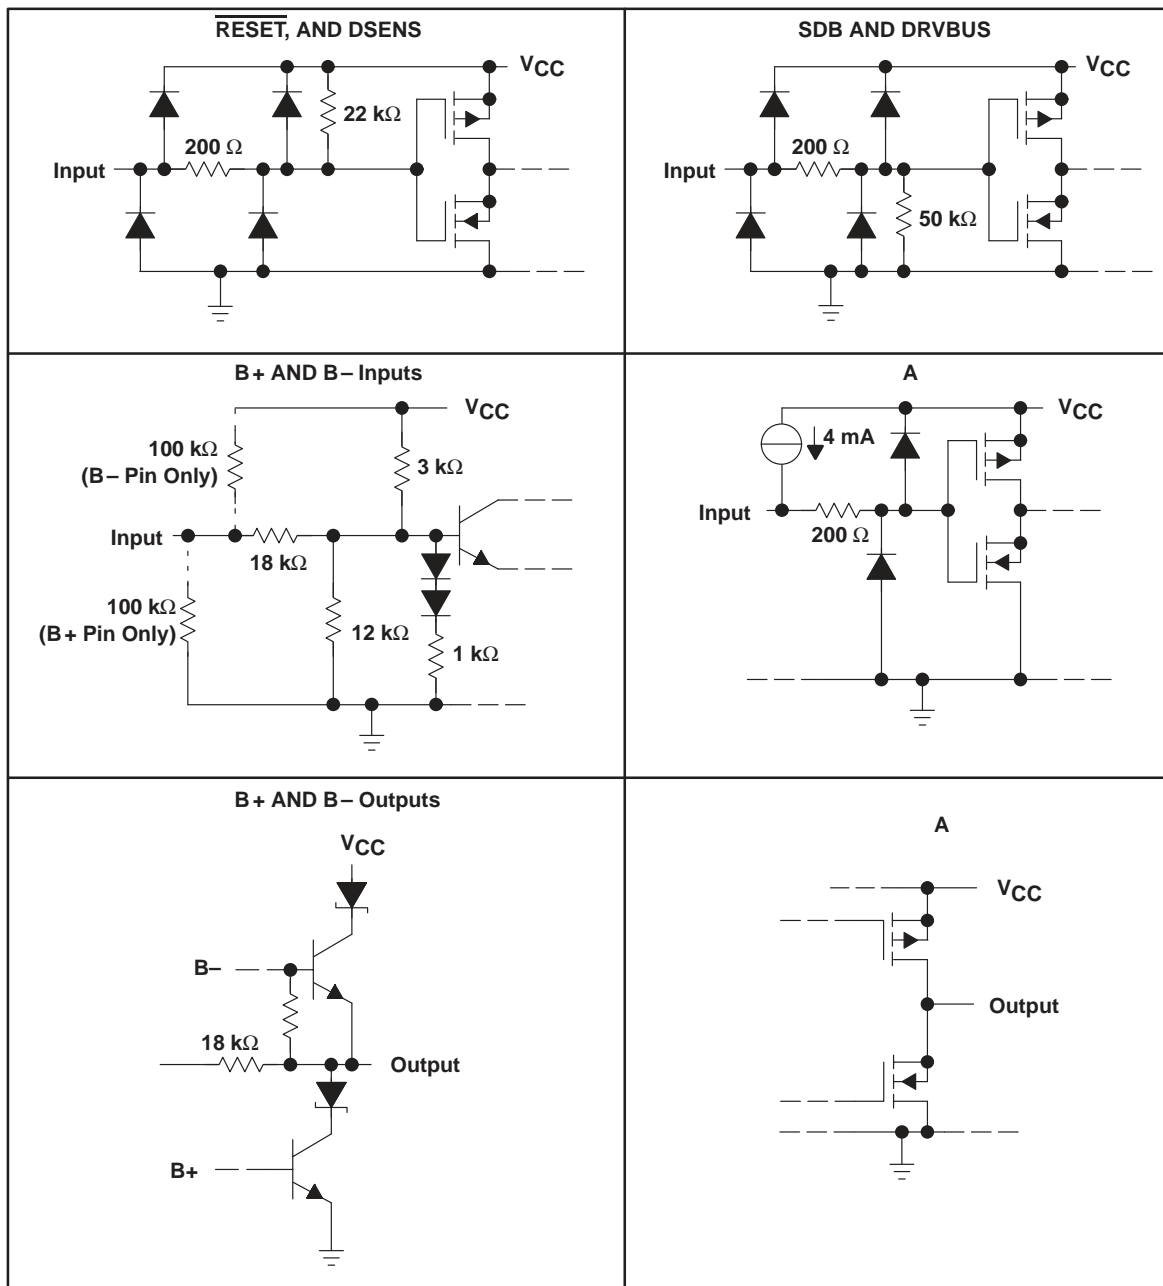 RESET, AND DSENS
VCC
22 kΩ
200 Ω
Input
SDB AND DRVBUS
VCC
200 Ω
Input
50 kΩ
B+ AND B– Inputs
VCC
100 kΩ
(B– Pin Only)
3 kΩ
Input
18 kΩ
100 kΩ
(B+ Pin Only)
12 kΩ
1 kΩ
A
VCC
4 mA
Input
200 Ω
B+ AND B– Outputs
VCC
B–
18 kΩ
Output
B+
A
VCC
Output